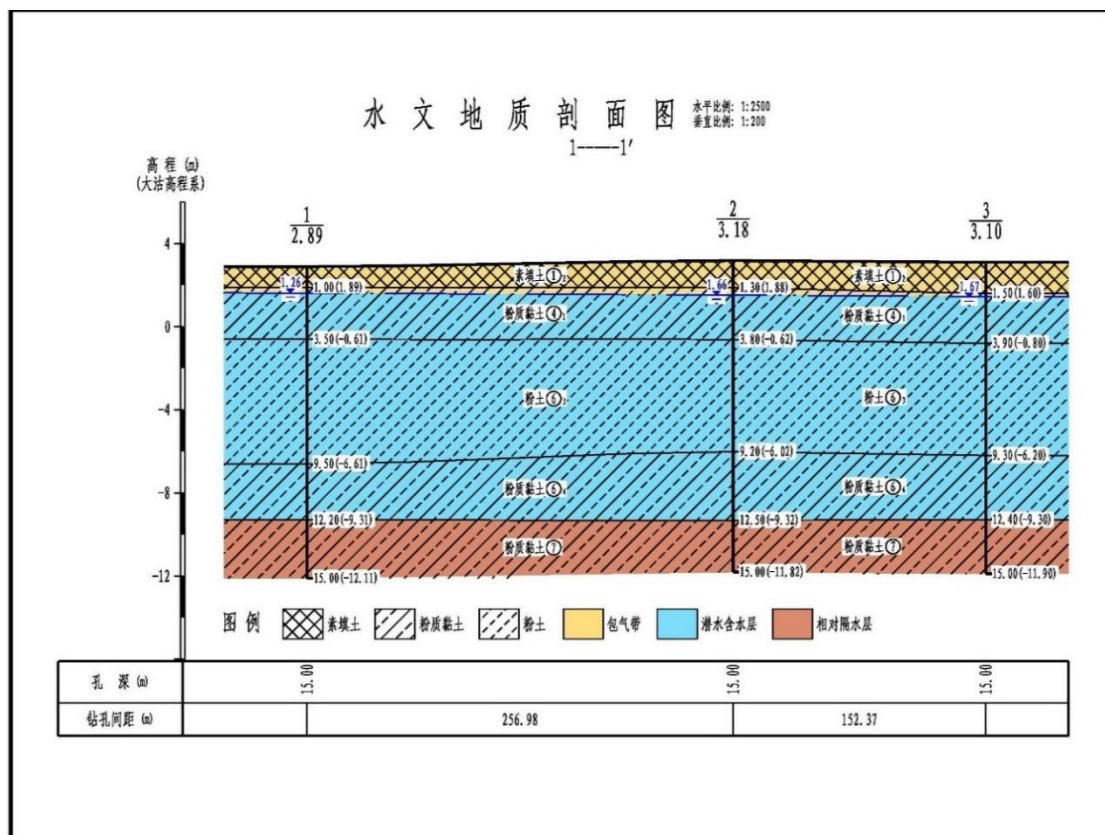 水文地质剖面图
水平比例: 1:2500
垂直比例: 1:200
1——1′
高程(m)
(大沽高程系)
1
2.89
2
3.18
3
3.10
4
0
-4
-8
-12
素填土①
素填土①
1.26
1.66
1.67
1.00(1.89)
1.30(1.88)
1.50(1.60)
粉质黏土④
粉质黏土④
3.50(-0.61)
3.80(-0.62)
3.90(-0.80)
粉土⑥
粉土⑥
9.50(-6.61)
9.20(-6.02)
9.30(-6.20)
粉质黏土⑥
粉质黏土⑥
12.20(-9.31)
12.50(-9.32)
12.40(-9.30)
粉质黏土⑦
粉质黏土⑦
15.00(-12.11)
15.00(-11.82)
15.00(-11.90)
图例 素填土 粉质黏土 粉土 包气带 潜水含水层 相对隔水层
孔深(m) 15.00 15.00 15.00
钻孔间距(m) 256.98 152.37